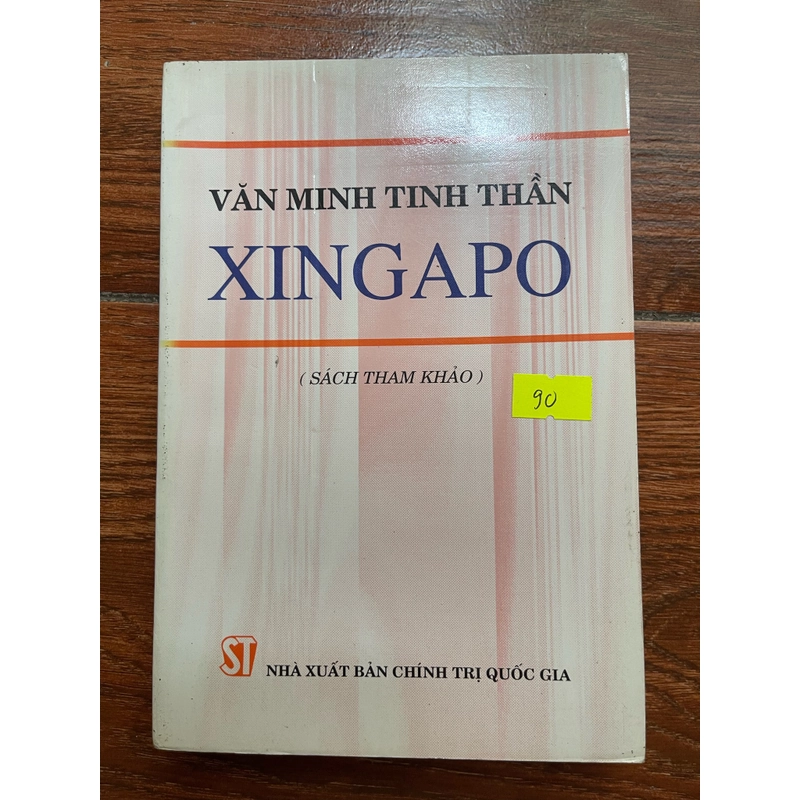 VĂN MINH TINH THẦN
XINGAPO
( SÁCH THAM KHẢO )
90
ST
NHÀ XUẤT BẢN CHÍNH TRỊ QUỐC GIA